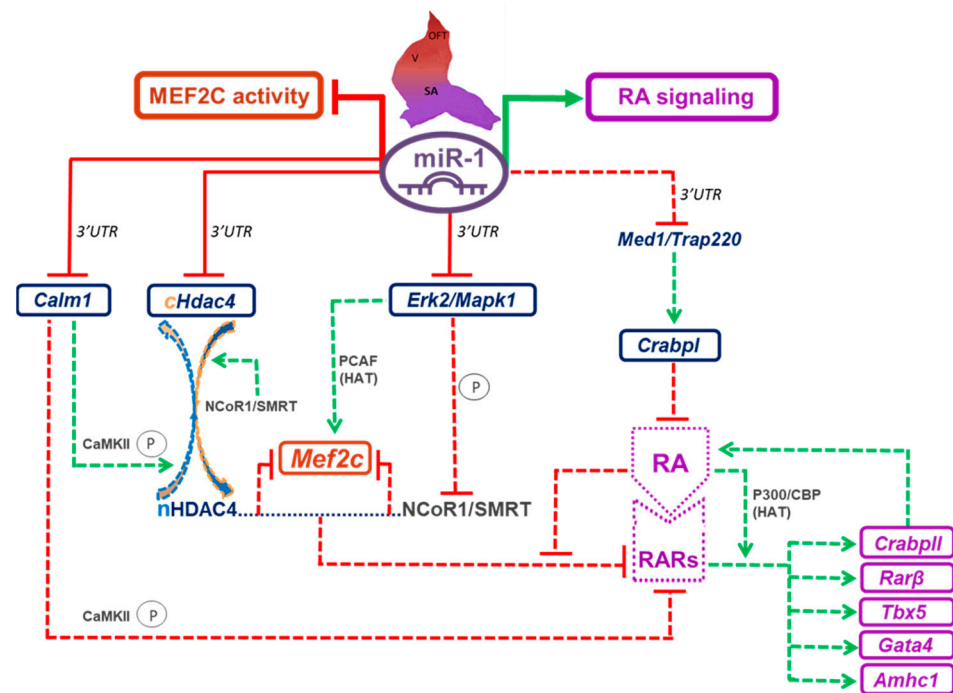 OFT
V
SA
MEF2C activity
RA signaling
miR-1
3'UTR
3'UTR
3'UTR
3'UTR
Med1/Trap220
Calm1
cHdac4
Erk2/Mapk1
CrabpI
PCAF
(HAT)
P
NCoR1/SMRT
CaMKII P
Mef2c
RA
P300/CBP
(HAT)
nHDAC4
NCoR1/SMRT
CrabpII
RARs
Rarβ
CaMKII P
Tbx5
Gata4
Amhc1